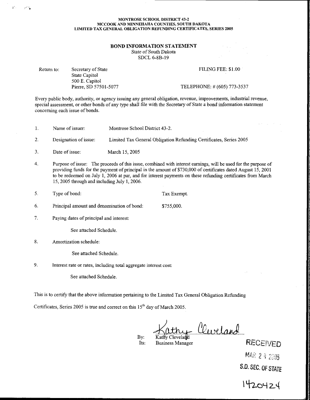 MONTROSE SCHOOL DISTRICT 43-2
MCCOOK AND MINNEHAHA COUNTIES, SOUTH DAKOTA
LIMITED TAX GENERAL OBLIGATION REFUNDING CERTIFICATES, SERIES 2005
BOND INFORMATION STATEMENT
State of South Dakota
SDCL 6-8B-19
Return to: Secretary of State FILING FEE: $1.00
State Capitol
500 E. Capitol
Pierre, SD 57501-5077 TELEPHONE: # (605) 773-3537
Every public body, authority, or agency issuing any general obligation, revenue, improvements, industrial revenue,
special assessment, or other bonds of any type shall file with the Secretary of State a bond information statement
concerning each issue of bonds.
1. Name of issuer: Montrose School District 43-2.
2. Designation of issue: Limited Tax General Obligation Refunding Certificates, Series 2005
3. Date of issue: March 15, 2005
4. Purpose of issue: The proceeds of this issue, combined with interest earnings, will be used for the purpose of
providing funds for the payment of principal in the amount of $730,000 of certificates dated August 15, 2001
to be redeemed on July 1, 2006 at par, and for interest payments on these refunding certificates from March
15, 2005 through and including July 1, 2006.
5. Type of bond: Tax Exempt.
6. Principal amount and denomination of bond: $755,000.
7. Paying dates of principal and interest:
See attached Schedule.
8. Amortization schedule:
See attached Schedule.
9. Interest rate or rates, including total aggregate interest cost:
See attached Schedule.
This is to certify that the above information pertaining to the Limited Tax General Obligation Refunding
Certificates, Series 2005 is true and correct on this 15th day of March 2005.
Kathy Cleveland
By: Kathy Cleveland
Its: Business Manager
RECEIVED
MAR 2 2005
S.D. SEC. OF STATE
1420424